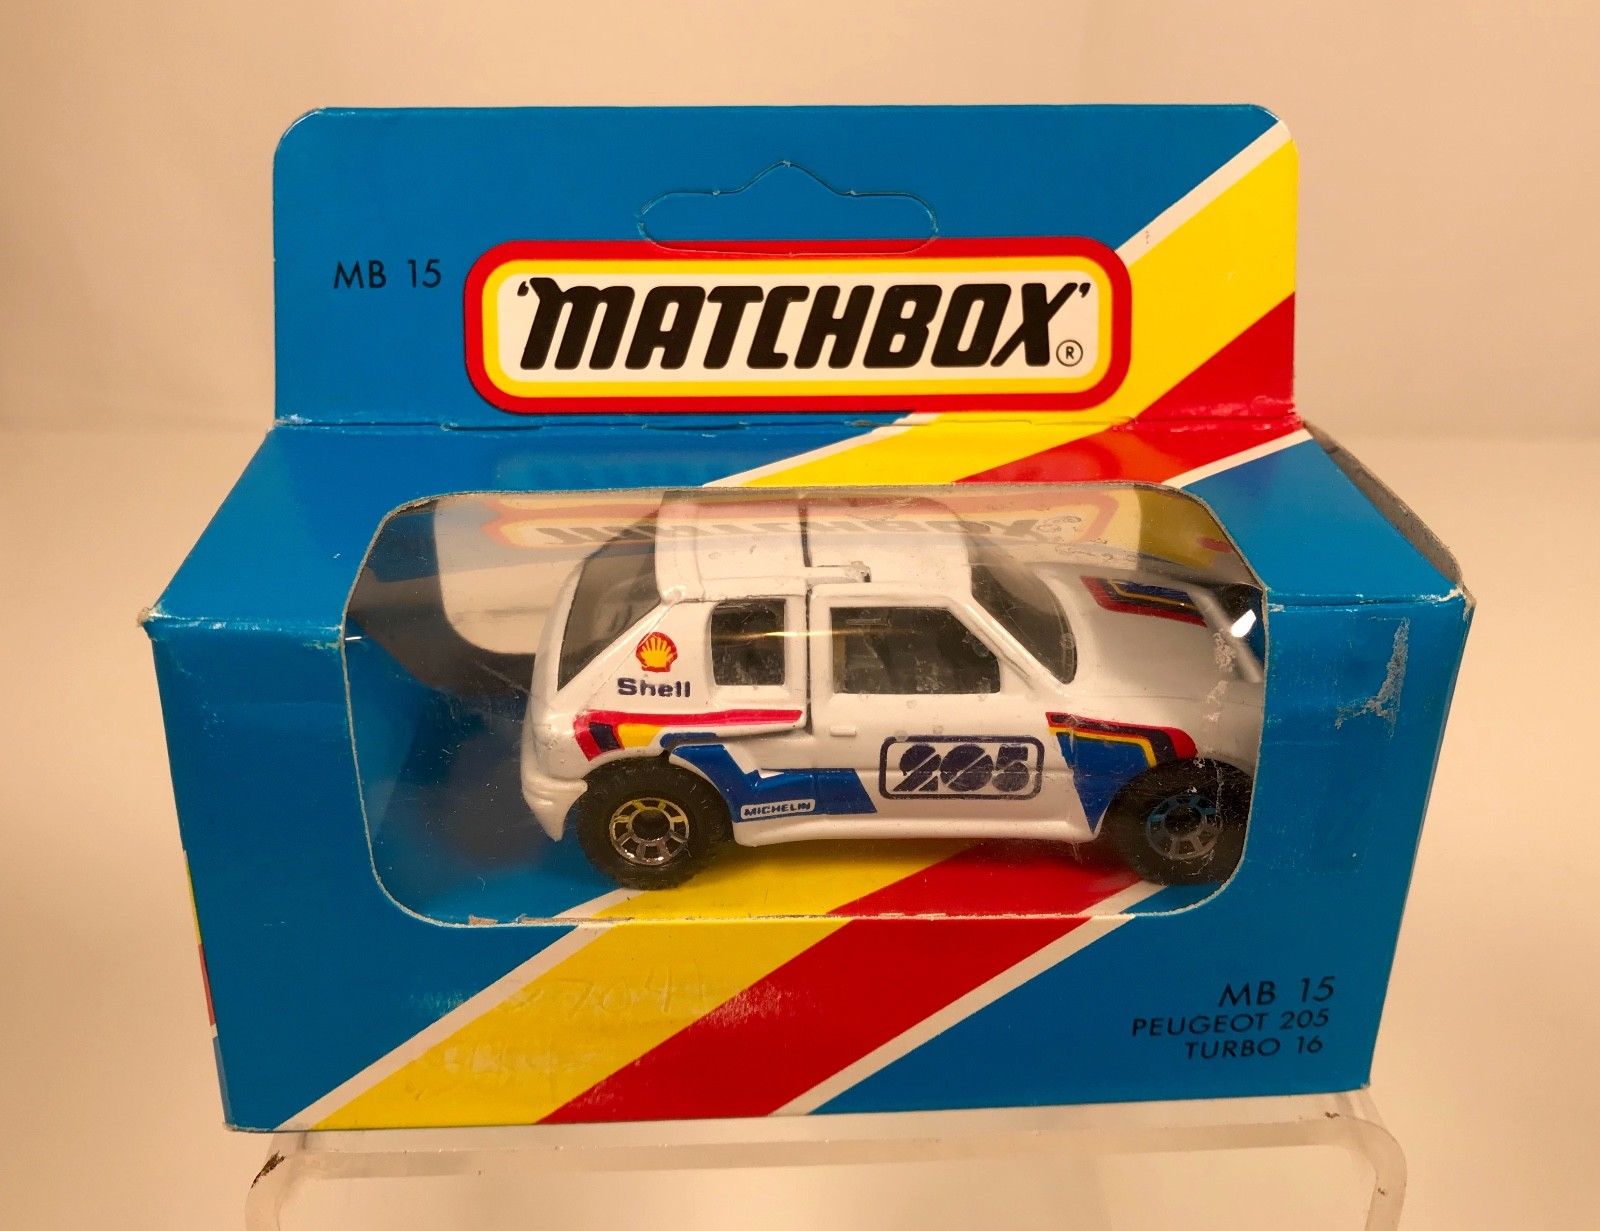 MB 15
'MATCHBOX'®
Shell
205
MICHELIN
MB 15
PEUGEOT 205
TURBO 16